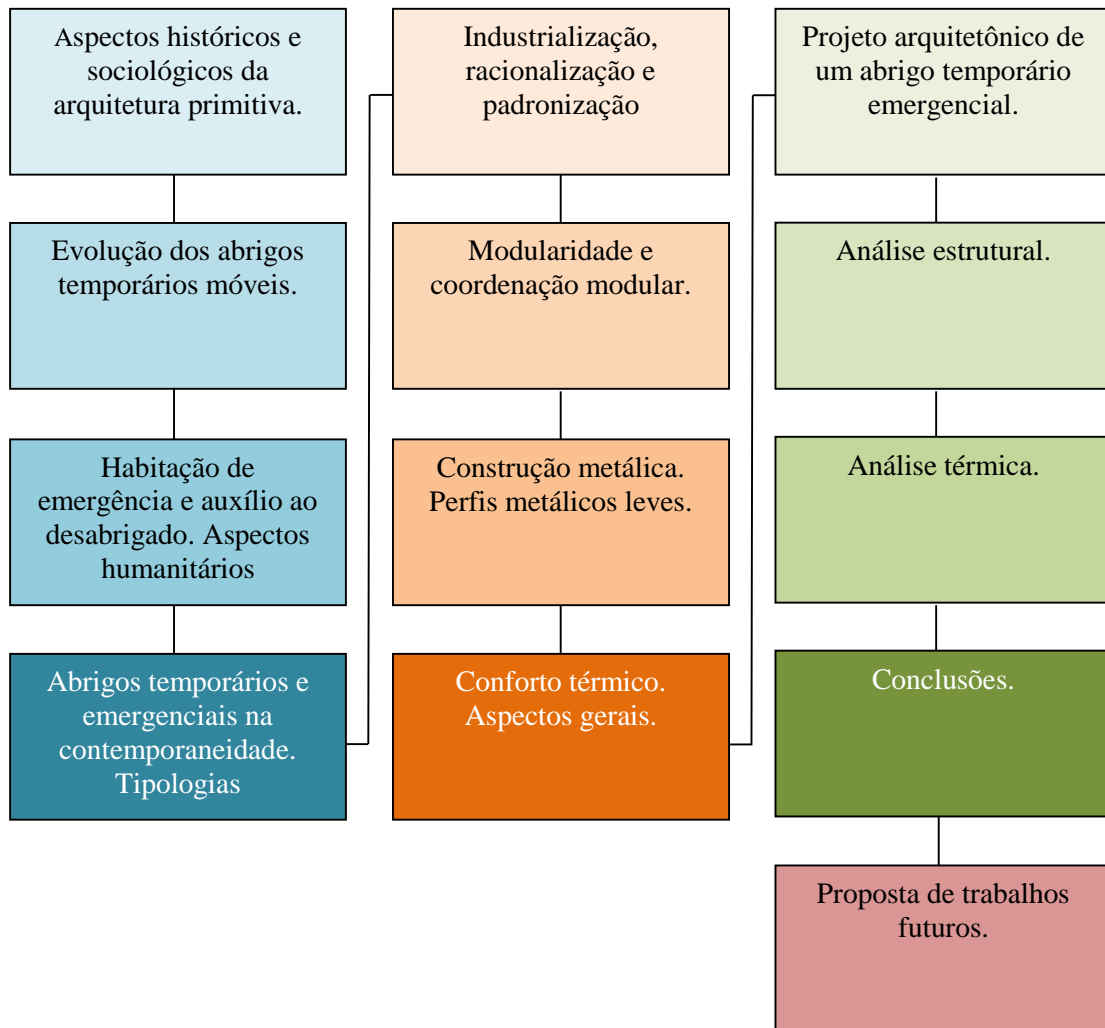 Aspectos históricos e
sociológicos da
arquitetura primitiva.
Evolução dos abrigos
temporários móveis.
Habitação de
emergência e auxílio ao
desabrigado. Aspectos
humanitários
Abrigos temporários e
emergenciais na
contemporaneidade.
Tipologias
Industrialização,
racionalização e
padronização
Modularidade e
coordenação modular.
Construção metálica.
Perfis metálicos leves.
Conforto térmico.
Aspectos gerais.
Projeto arquitetônico de
um abrigo temporário
emergencial.
Análise estrutural.
Análise térmica.
Conclusões.
Proposta de trabalhos
futuros.